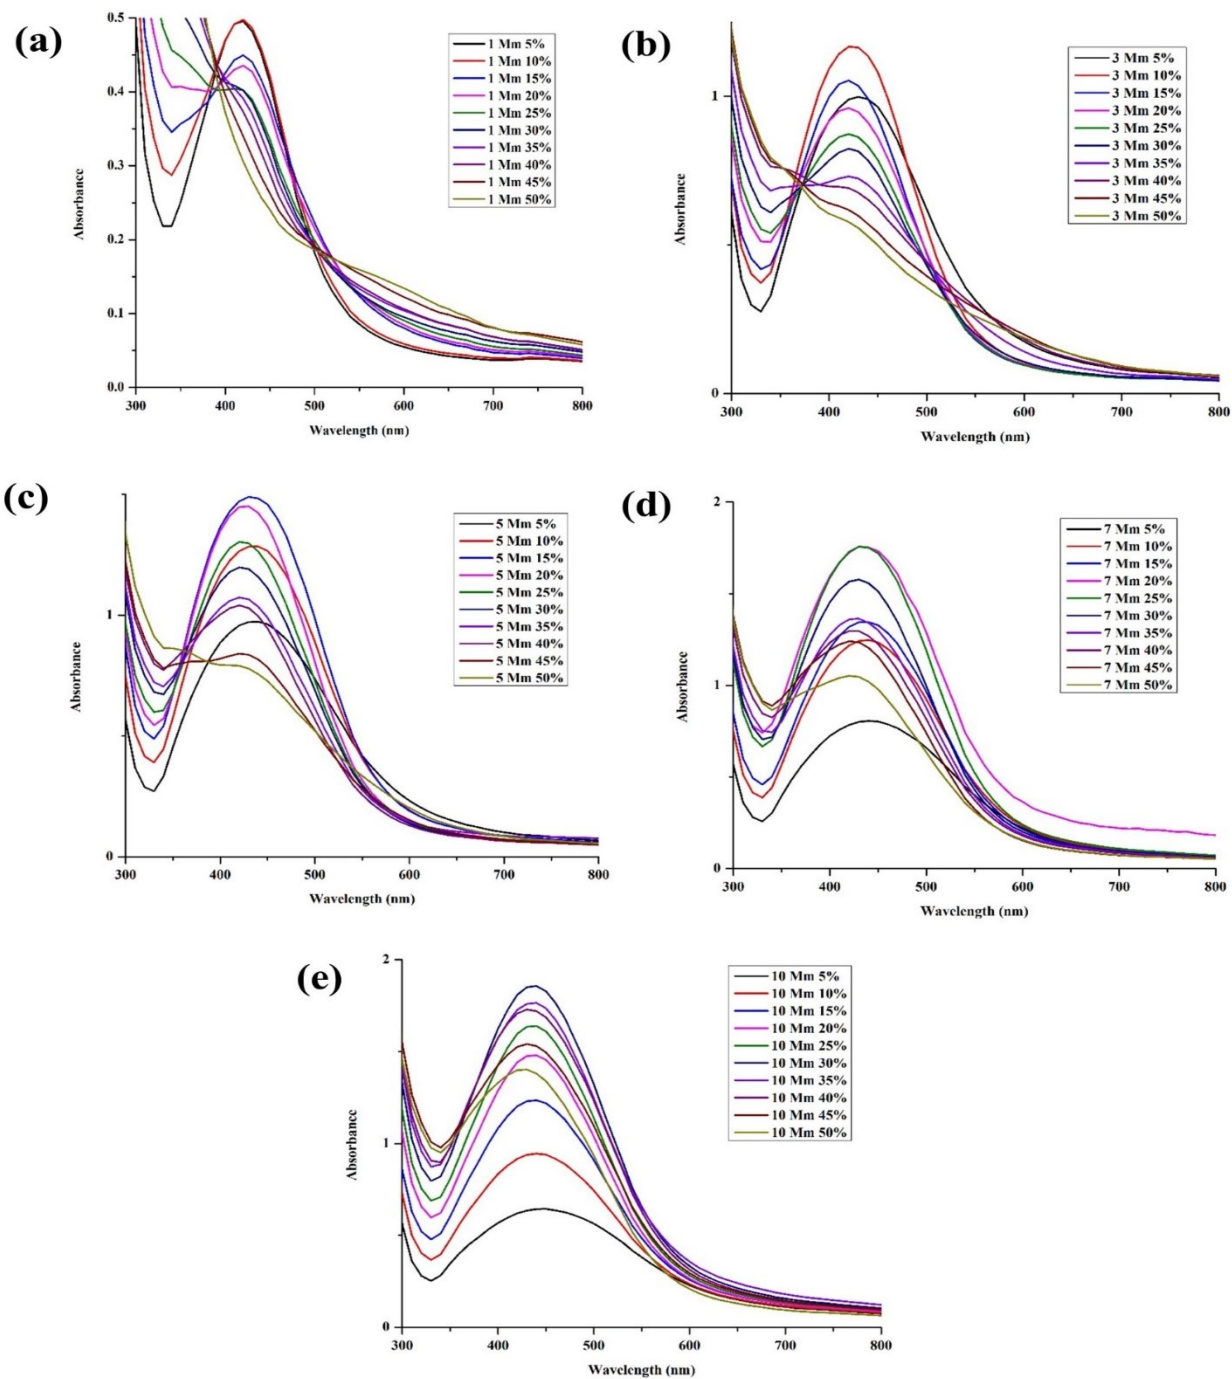 (a)
0.5
0.4
0.3
0.2
0.1
0.0
Absorbance
300 400 500 600 700 800
Wavelength (nm)
1 Mm 5%
1 Mm 10%
1 Mm 15%
1 Mm 20%
1 Mm 25%
1 Mm 30%
1 Mm 35%
1 Mm 40%
1 Mm 45%
1 Mm 50%
(b)
1
0
Absorbance
300 400 500 600 700 800
Wavelength (nm)
3 Mm 5%
3 Mm 10%
3 Mm 15%
3 Mm 20%
3 Mm 25%
3 Mm 30%
3 Mm 35%
3 Mm 40%
3 Mm 45%
3 Mm 50%
(c)
1
0
Absorbance
300 400 500 600 700 800
Wavelength (nm)
5 Mm 5%
5 Mm 10%
5 Mm 15%
5 Mm 20%
5 Mm 25%
5 Mm 30%
5 Mm 35%
5 Mm 40%
5 Mm 45%
5 Mm 50%
(d)
2
1
0
Absorbance
300 400 500 600 700 800
Wavelength (nm)
7 Mm 5%
7 Mm 10%
7 Mm 15%
7 Mm 20%
7 Mm 25%
7 Mm 30%
7 Mm 35%
7 Mm 40%
7 Mm 45%
7 Mm 50%
(e)
2
1
0
Absorbance
300 400 500 600 700 800
Wavelength (nm)
10 Mm 5%
10 Mm 10%
10 Mm 15%
10 Mm 20%
10 Mm 25%
10 Mm 30%
10 Mm 35%
10 Mm 40%
10 Mm 45%
10 Mm 50%